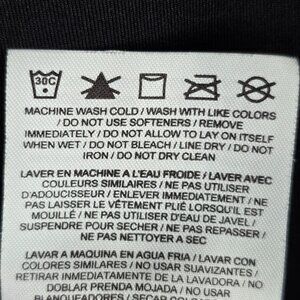 30C
MACHINE WASH COLD / WASH WITH LIKE COLORS
/ DO NOT USE SOFTENERS / REMOVE
IMMEDIATELY / DO NOT ALLOW TO LAY ON ITSELF
WHEN WET / DO NOT BLEACH / LINE DRY / DO NOT
IRON / DO NOT DRY CLEAN
LAVER EN MACHINE A L'EAU FROIDE / LAVER AVEC
COULEURS SIMILAIRES / NE PAS UTILISER
D'ADOUCISSEUR / ENLEVER IMMEDIATEMENT / NE
PAS LAISSER LE VÊTEMENT PLIÉ LORSQU'IL EST
MOUILLÉ / NE PAS UTILISER D'EAU DE JAVEL /
SUSPENDRE POUR SECHER / NE PAS REPASSER /
NE PAS NETTOYER A SEC
LAVAR A MAQUINA EN AGUA FRIA / LAVAR CON
COLORES SIMILARES / NO USAR SUAVIZANTES /
RETIRAR INMEDIATAMENTE DE LA LAVADORA / NO
DOBLAR PRENDA MOJADA / NO USAR
BLANQUEADORES / SECAR